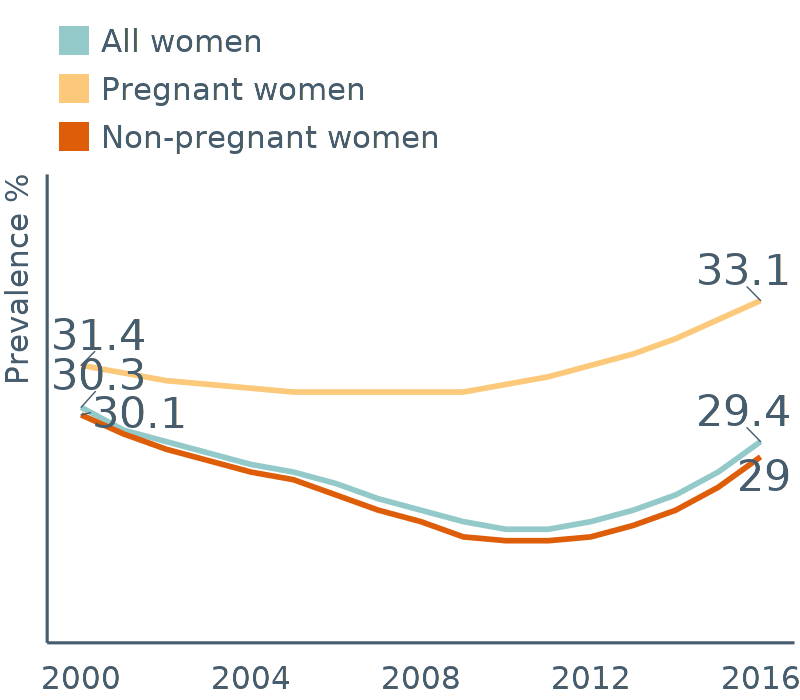 All women
Pregnant women
Non-pregnant women
Prevalence %
33.1
31.4
30.3
30.1
29.4
29
2000 2004 2008 2012 2016